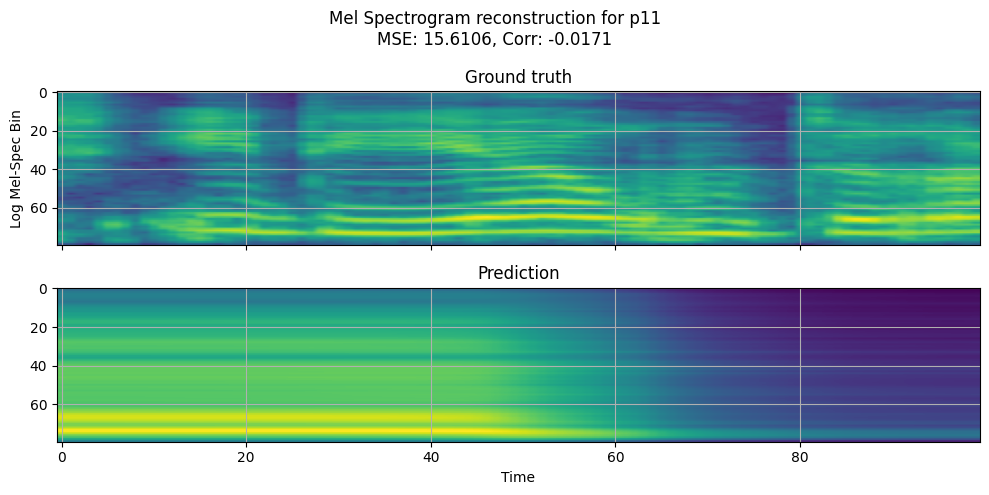 Mel Spectrogram reconstruction for p11
MSE: 15.6106, Corr: -0.0171
Ground truth
Log Mel-Spec Bin
0
20
40
60
Prediction
0
20
40
60
0 20 40 60 80
Time